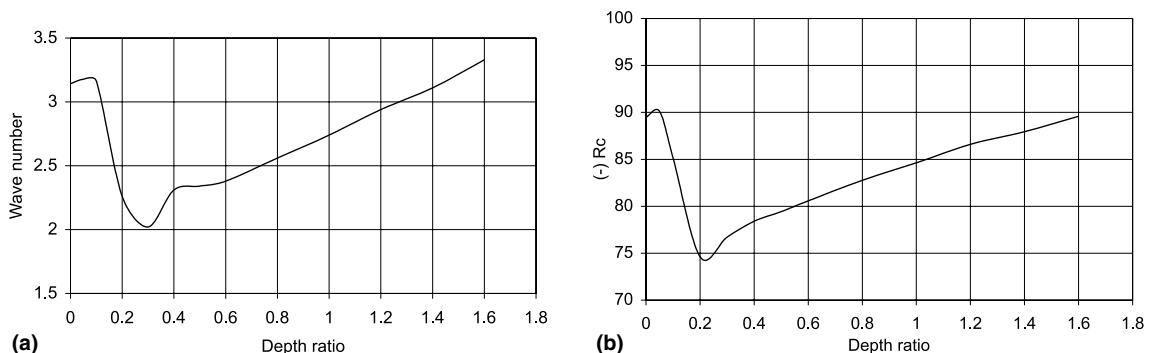 3.5
3
2.5
2
1.5
Wave number
0 0.2 0.4 0.6 0.8 1 1.2 1.4 1.6 1.8
(a)
Depth ratio
100
95
90
85
80
75
70
(-) Rc
0 0.2 0.4 0.6 0.8 1.0 1.2 1.4 1.6 1.8
(b)
Depth ratio